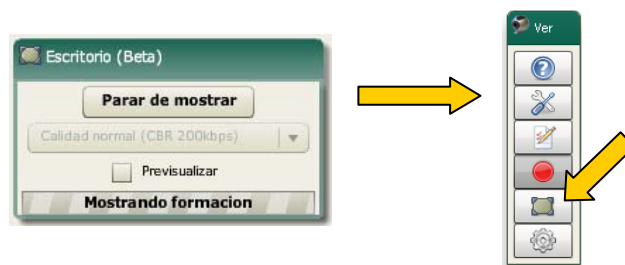 Escritorio (Beta)
Parar de mostrar
Calidad normal (CBR 200kbps)
Previsualizar
Mostrando formacion
Ver